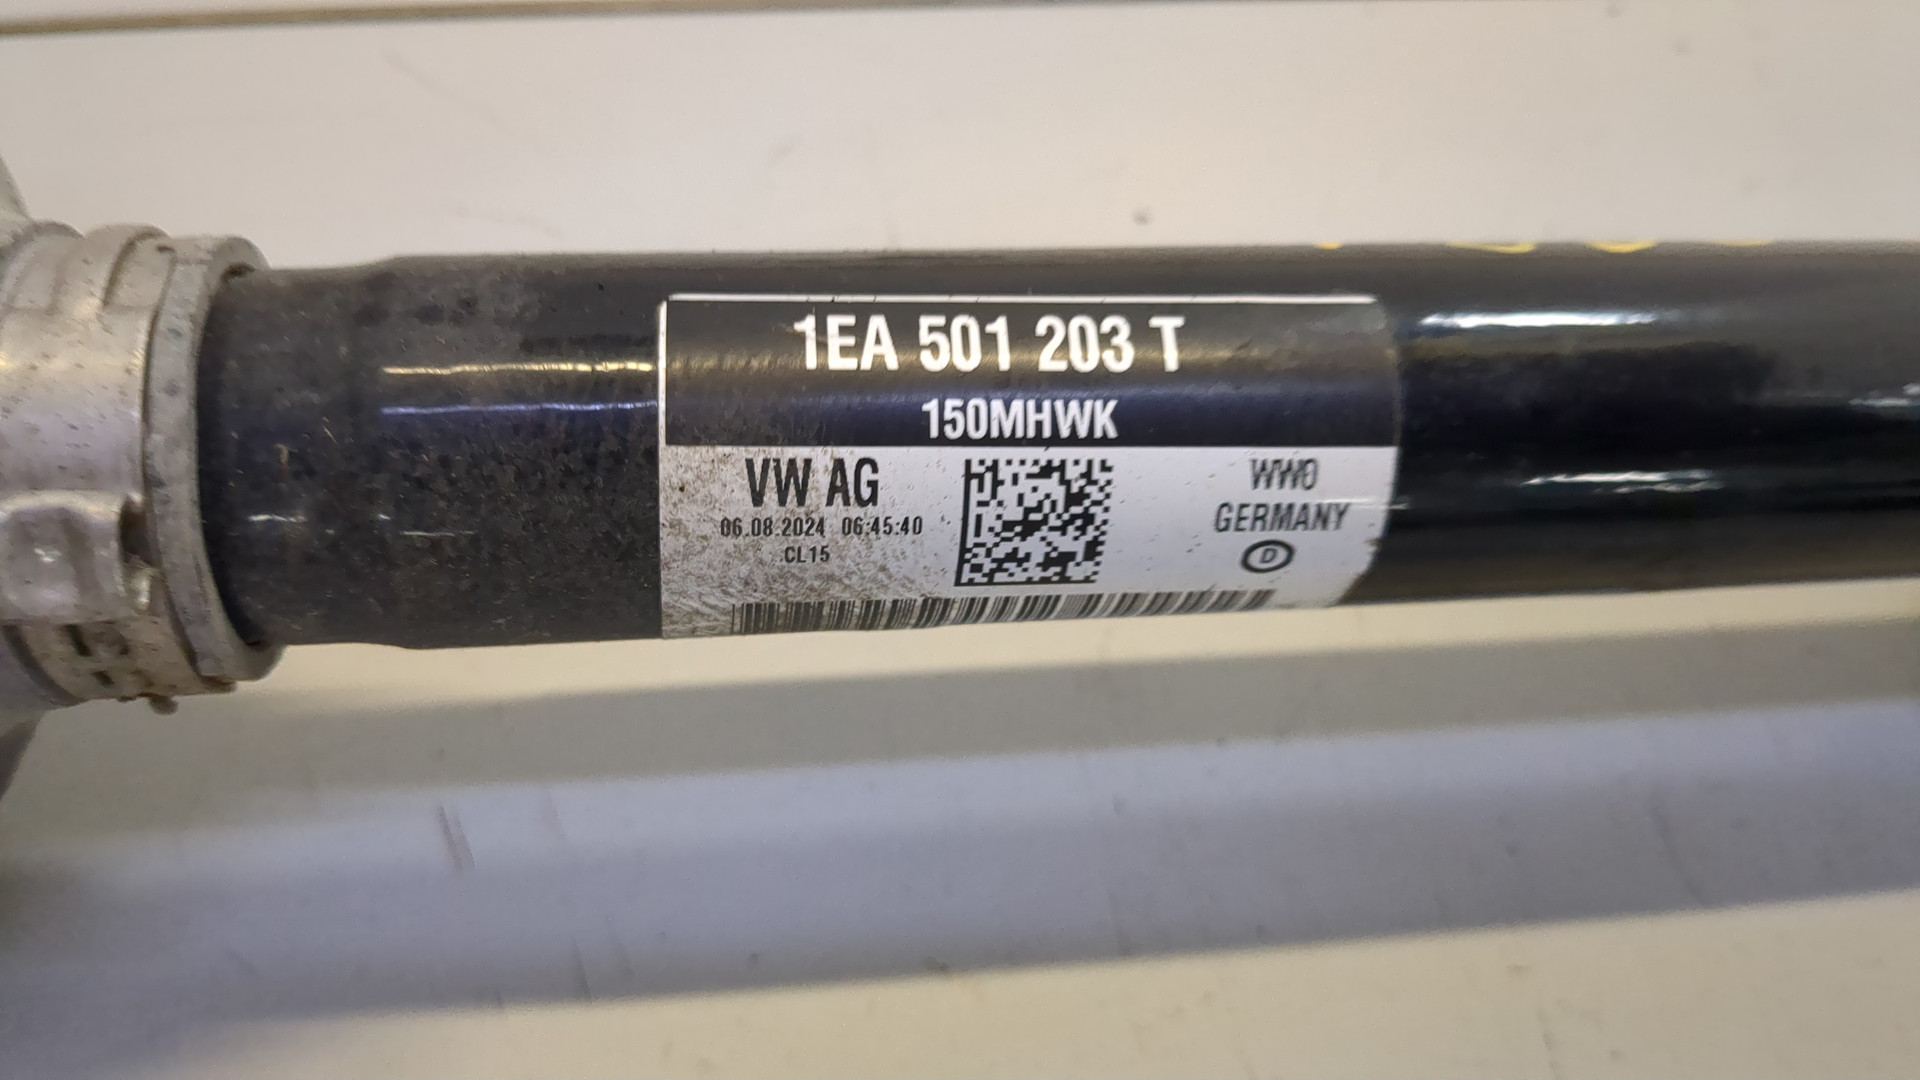 1EA 501 203 T
150MHWK
VW AG
06.08.2024 06:45:40
CL15
WW0
GERMANY
D